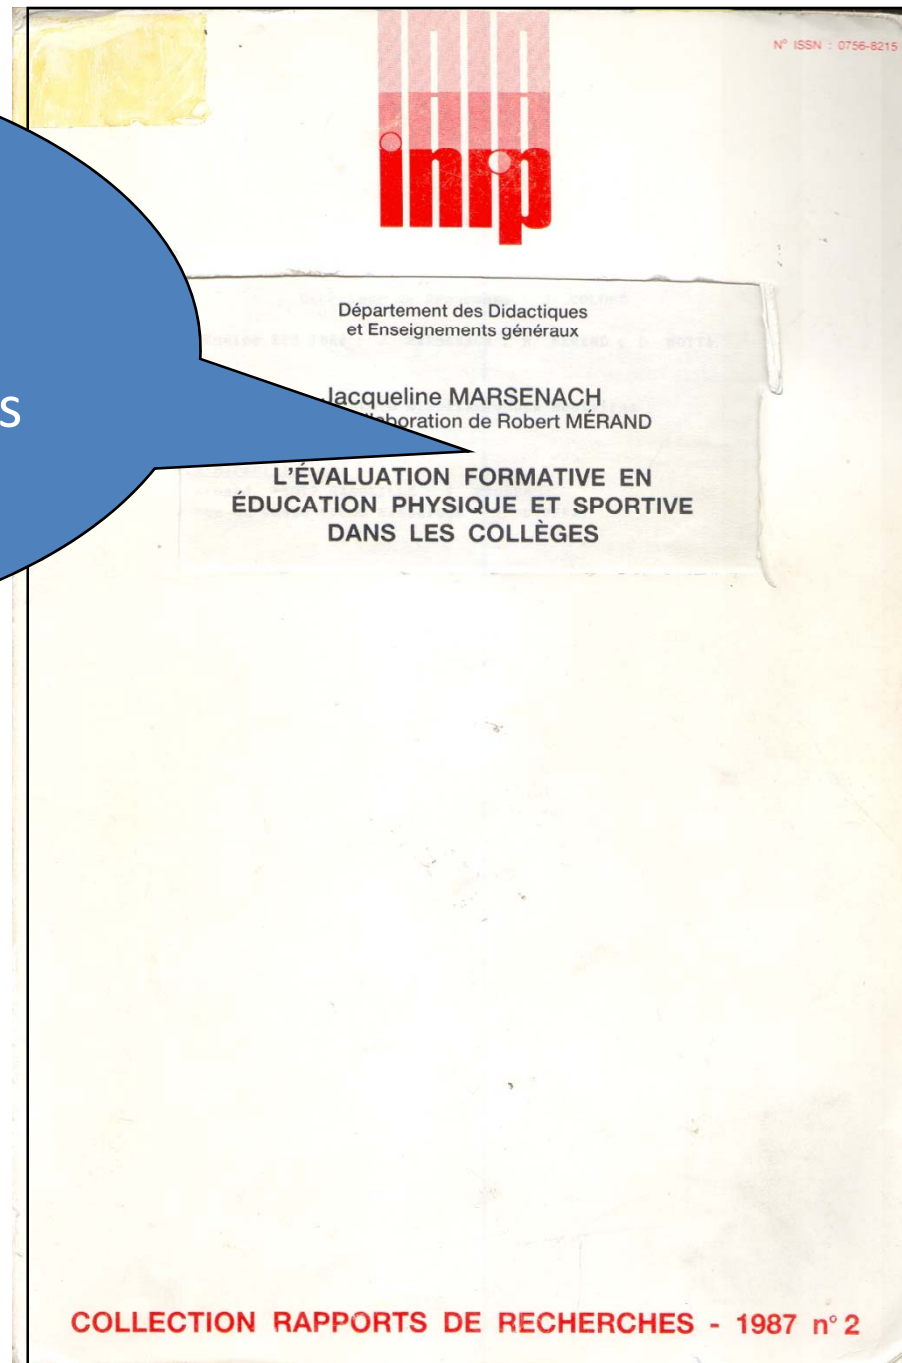 N° ISSN : 0756-8215
inrp
Département des Didactiques
et Enseignements généraux
Jacqueline MARSENACH
de Robert MÉRAND
s
L'ÉVALUATION FORMATIVE EN
ÉDUCATION PHYSIQUE ET SPORTIVE
DANS LES COLLÈGES
COLLECTION RAPPORTS DE RECHERCHES - 1987 n° 2